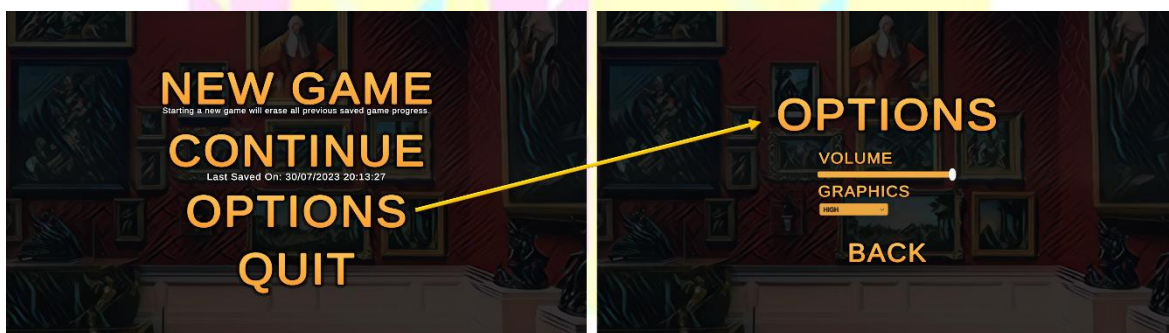 NEW GAME
Starting a new game will erase all previous saved game progress.
CONTINUE
Last Saved On: 30/07/2023 20:13:27
OPTIONS
QUIT
OPTIONS
VOLUME
GRAPHICS
HIGH
BACK